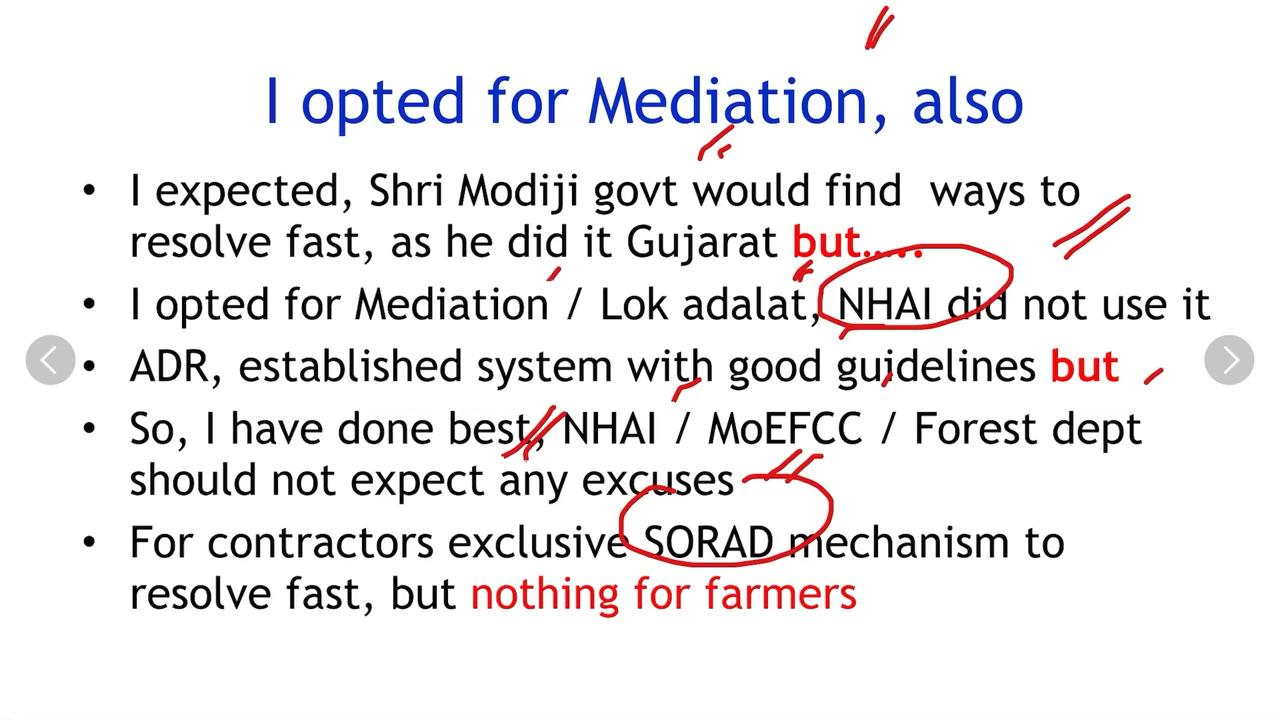 I opted for Mediation, also
• I expected, Shri Modiji govt would find ways to
resolve fast, as he did it Gujarat but.....
• I opted for Mediation / Lok adalat, NHAI did not use it
• ADR, established system with good guidelines but
• So, I have done best, NHAI / MoEFCC / Forest dept
should not expect any excuses
• For contractors exclusive SORAD mechanism to
resolve fast, but nothing for farmers